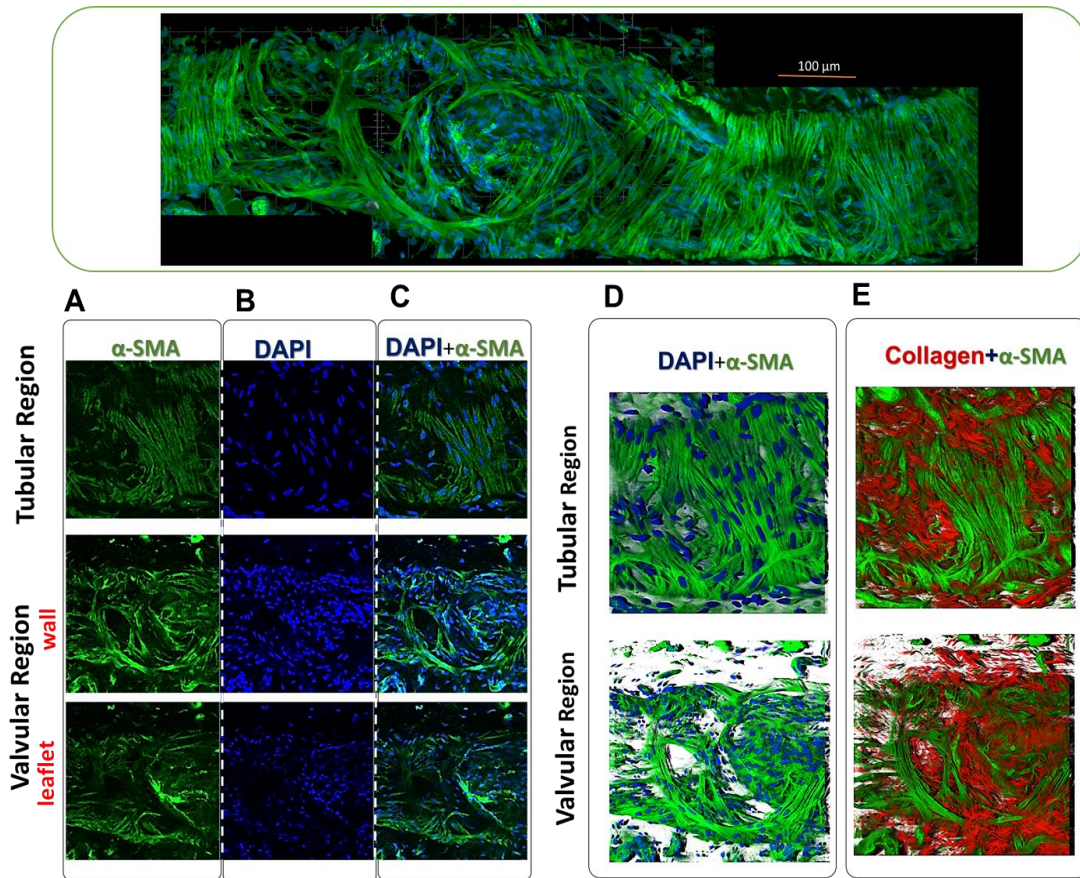 100 µm
A
B
C
D
E
α-SMA
DAPI
DAPI+α-SMA
DAPI+α-SMA
Collagen+α-SMA
Tubular Region
Valvular Region
wall
leaflet
Tubular Region
Valvular Region